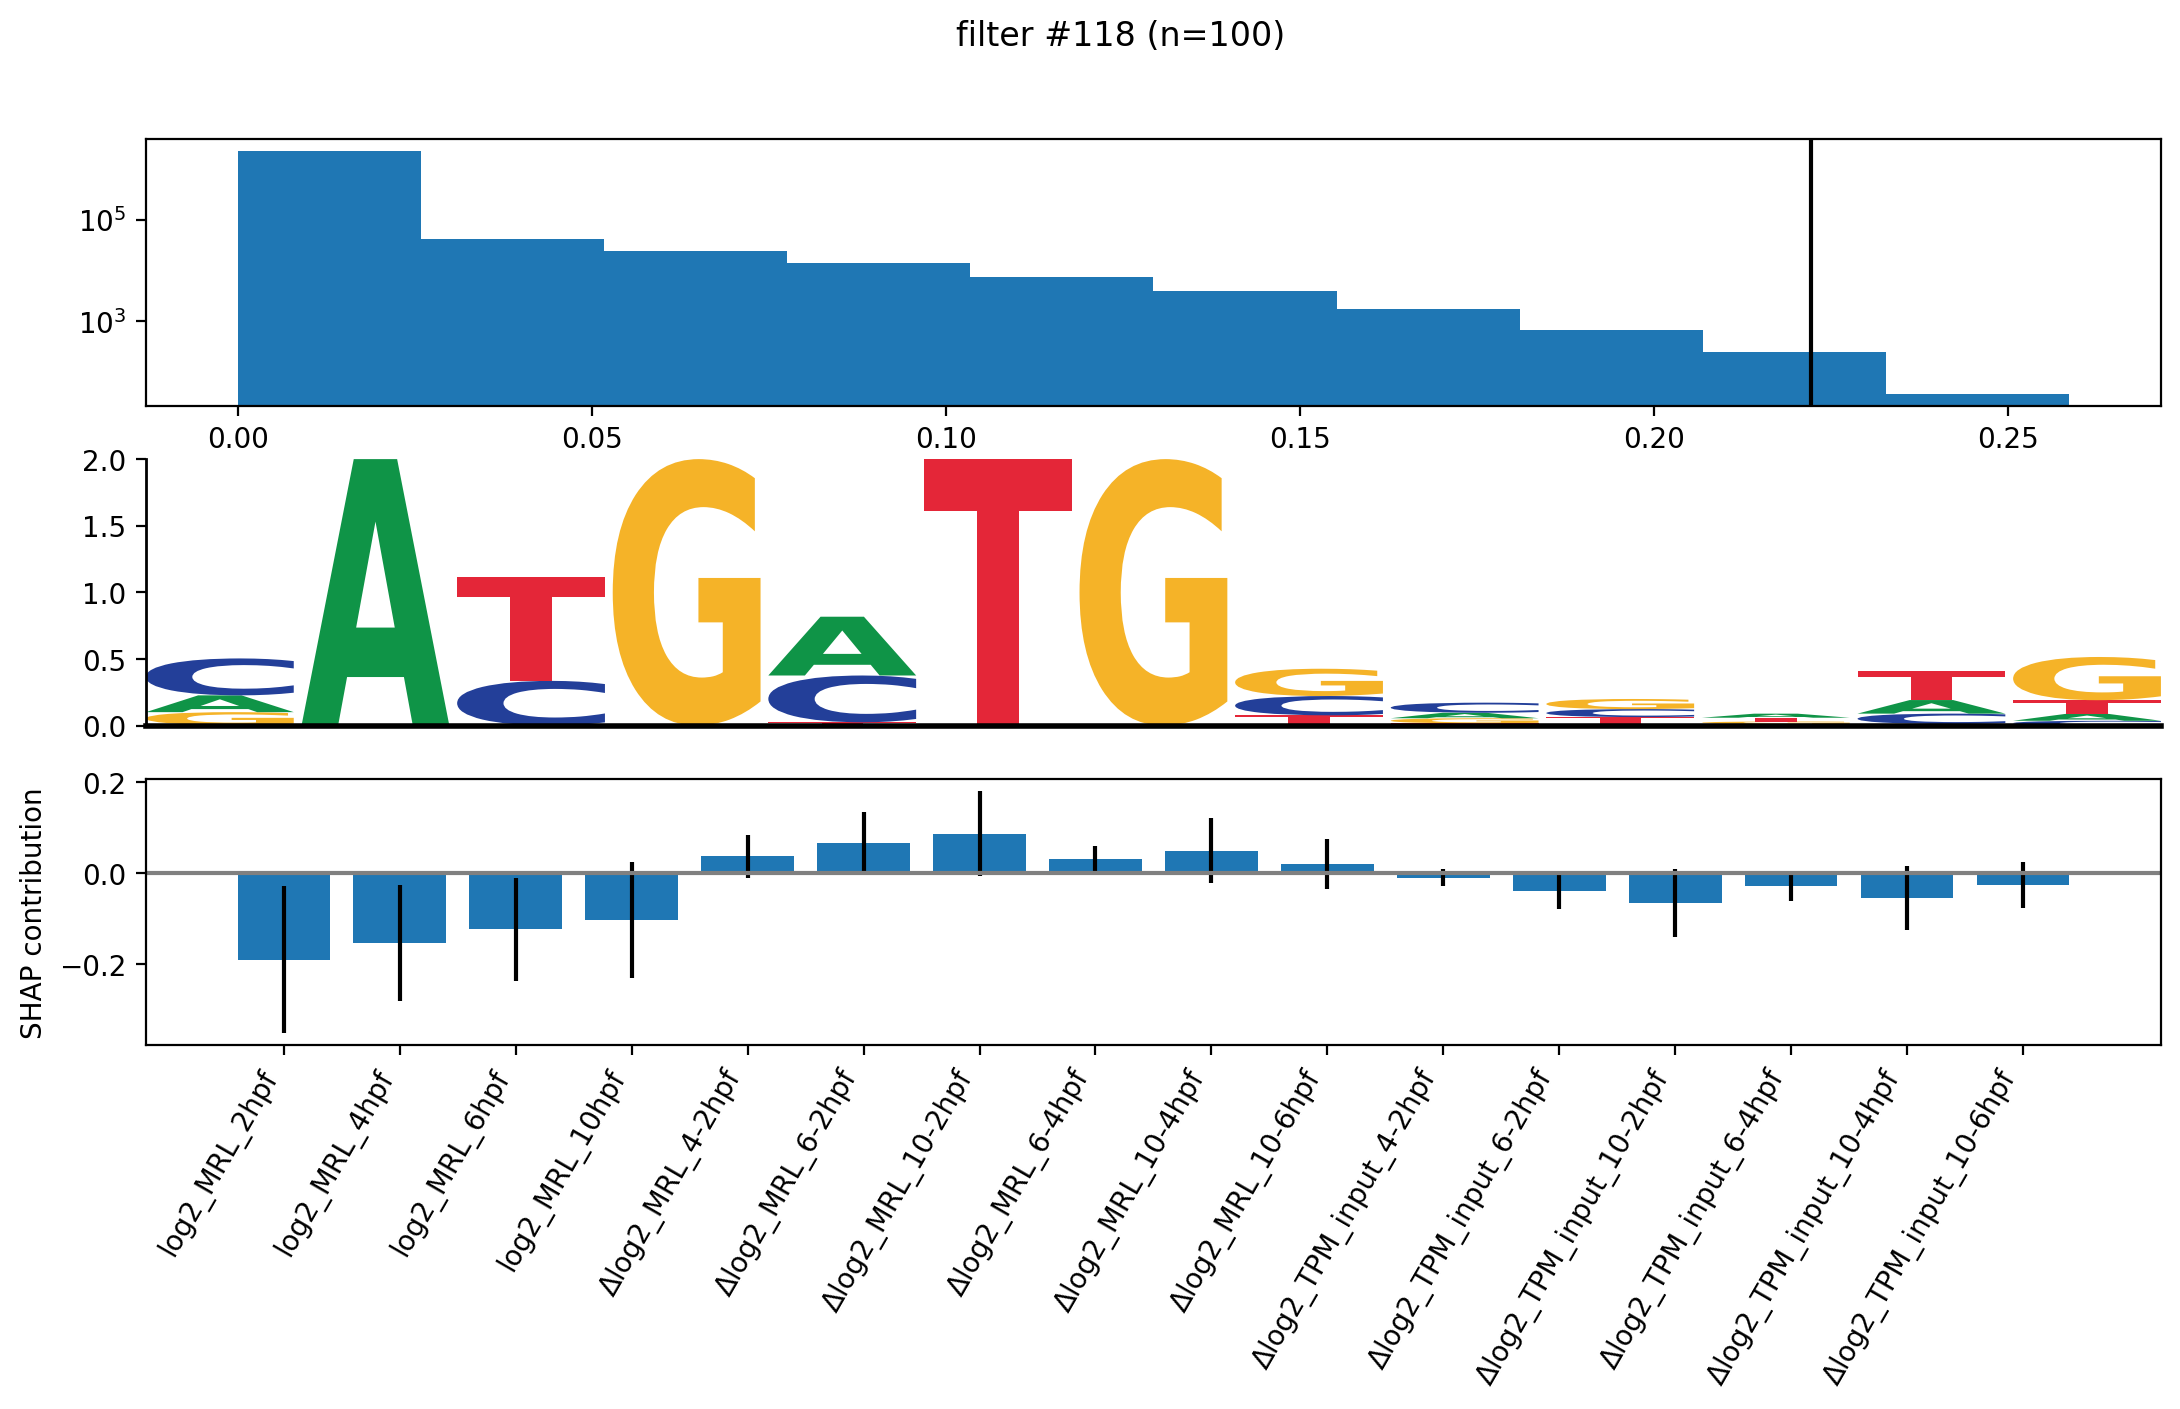 filter #118 (n=100)
10^5
10^3
0.00 0.05 0.10 0.15 0.20 0.25
2.0
1.5
1.0
0.5
0.0
0.2
0.0
−0.2
SHAP contribution
log2_MRL_2hpf
log2_MRL_4hpf
log2_MRL_6hpf
log2_MRL_10hpf
Δlog2_MRL_4-2hpf
Δlog2_MRL_6-2hpf
Δlog2_MRL_10-2hpf
Δlog2_MRL_6-4hpf
Δlog2_MRL_10-4hpf
Δlog2_MRL_10-6hpf
Δlog2_TPM_input_4-2hpf
Δlog2_TPM_input_6-2hpf
Δlog2_TPM_input_10-2hpf
Δlog2_TPM_input_6-4hpf
Δlog2_TPM_input_10-4hpf
Δlog2_TPM_input_10-6hpf